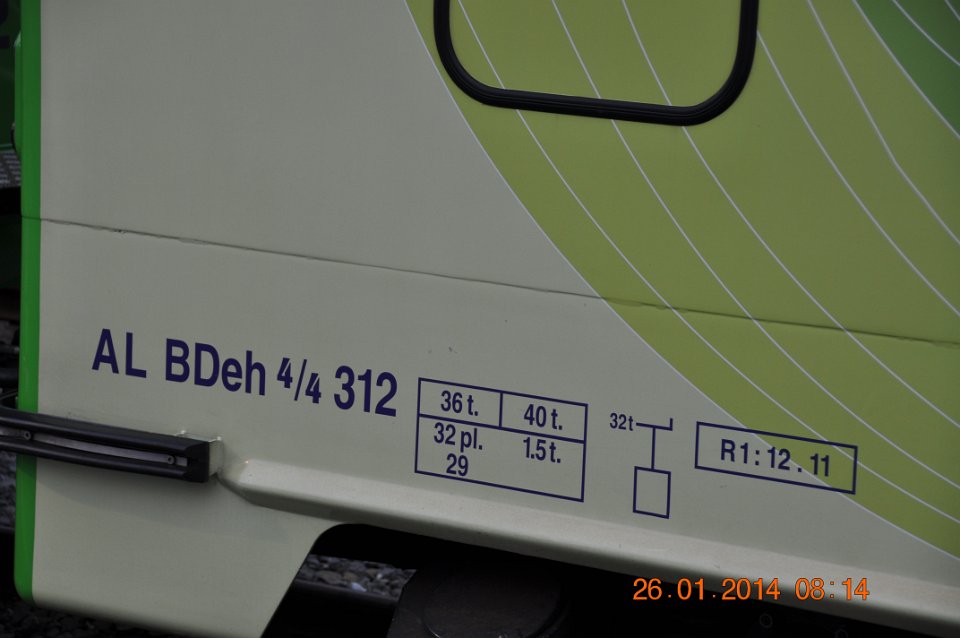 AL BDeh 4/4 312
36 t. 40 t.
32 pl. 1.5 t.
29
32t
R1 : 12 . 11
26.01.2014 08:14